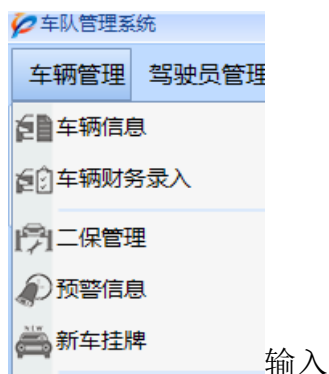 车队管理系统
车辆管理 驾驶员管理
车辆信息
车辆财务录入
二保管理
预警信息
NEW
新车挂牌
输入